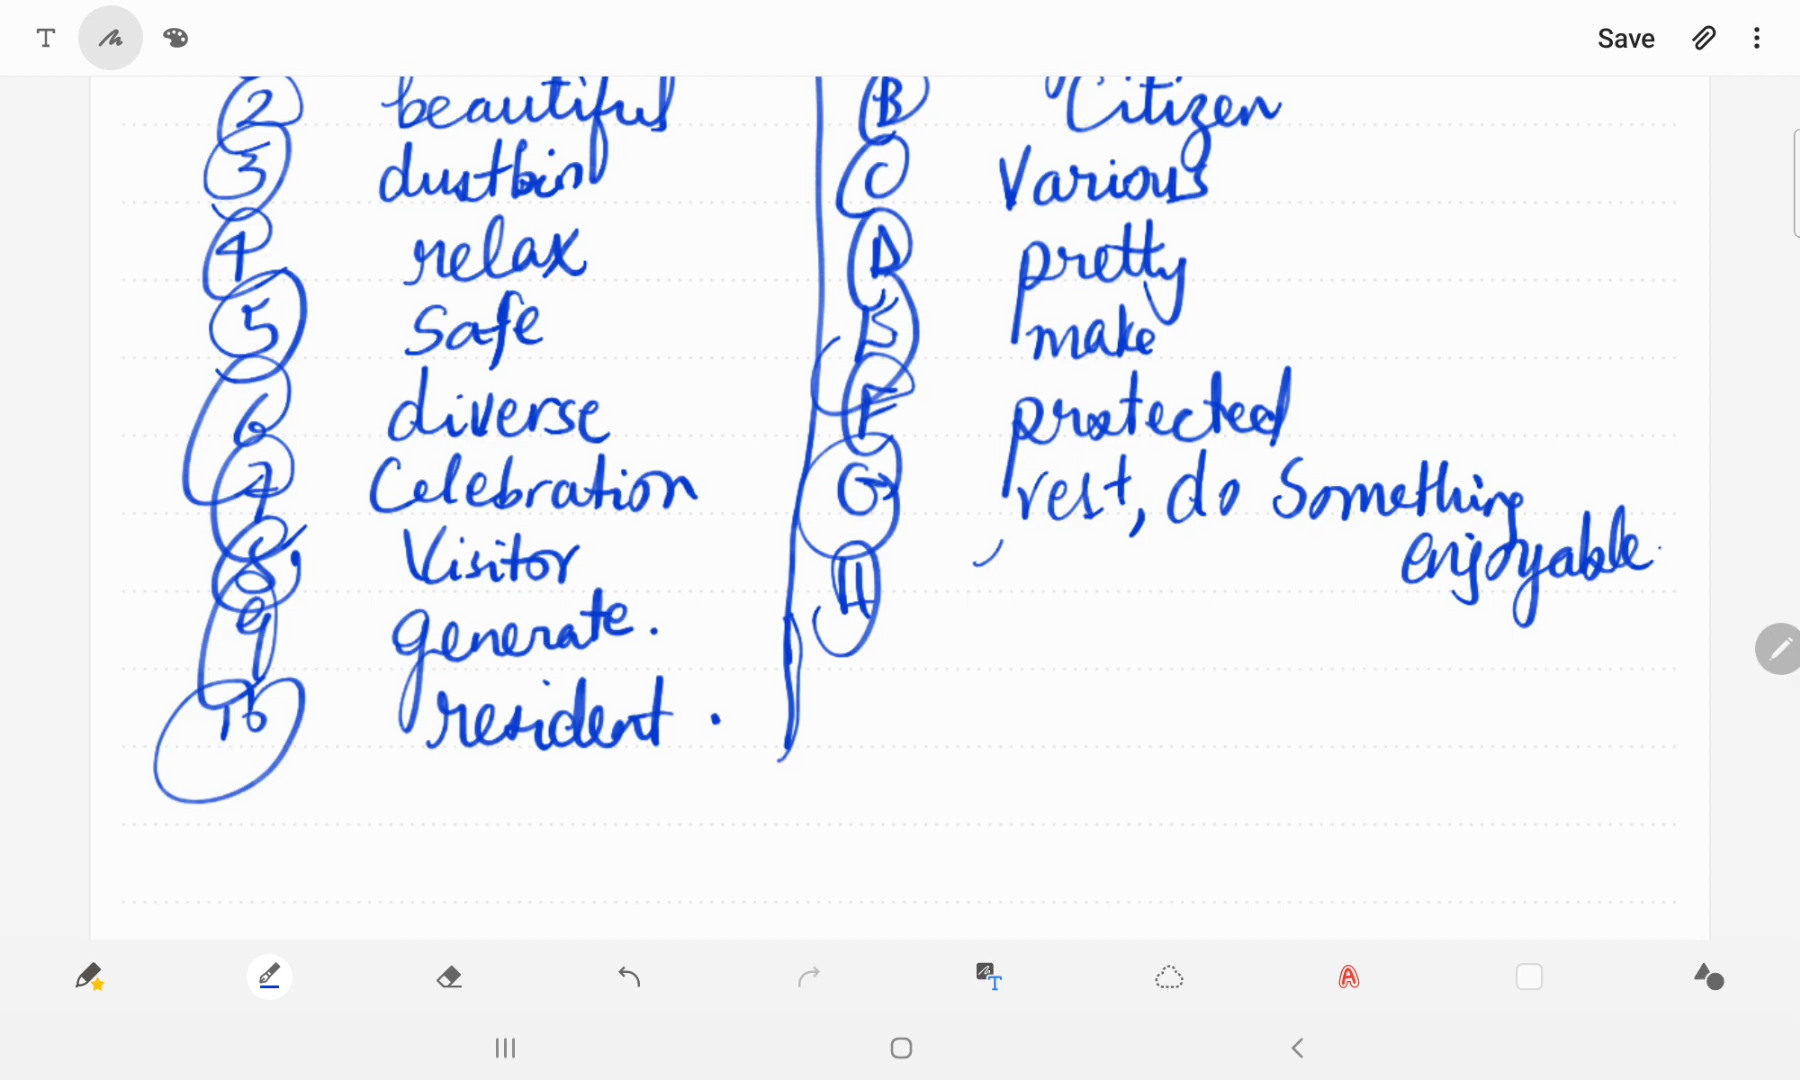 Save
2 beautiful B Citizen
3 dustbin C Various
4 relax D pretty
5 Safe E make
6 diverse F protected
7 Celebration G rest, do Something
8 Visitor H enjoyable.
9 generate.
10 resident.